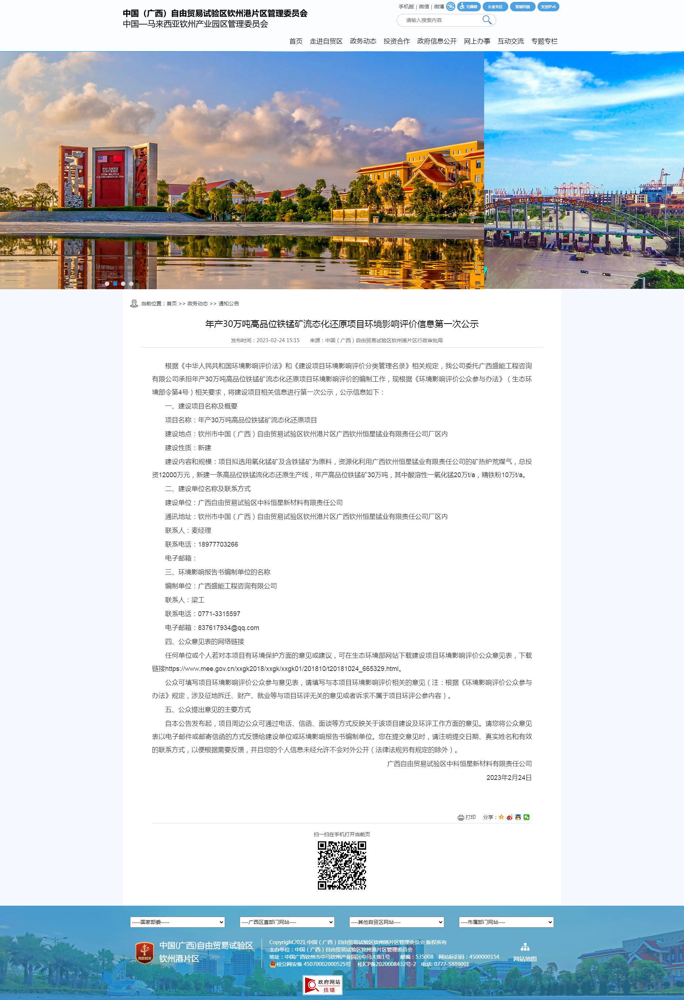 中国（广西）自由贸易试验区钦州港片区管理委员会
中国—马来西亚钦州产业园区管理委员会
手机版 | 微信 | 微博
无障碍
长者专区
智能问答
支持IPv6
请输入搜索内容
首页 走进自贸区 政务动态 投资合作 政府信息公开 网上办事 互动交流 专题专栏
中国-马来西亚
钦州产业园区
CHINA-MALAYSIA
QINZHOU INDUSTRIAL PARK
当前位置：首页 >> 政务动态 >> 通知公告
年产30万吨高品位铁锰矿流态化还原项目环境影响评价信息第一次公示
发布时间：2023-02-24 15:15 来源：中国（广西）自由贸易试验区钦州港片区行政审批局
根据《中华人民共和国环境影响评价法》和《建设项目环境影响评价分类管理名录》相关规定，我公司委托广西盛能工程咨询
有限公司承担年产30万吨高品位铁锰矿流态化还原项目环境影响评价的编制工作，现根据《环境影响评价公众参与办法》（生态环
境部令第4号）相关要求，将建设项目相关信息进行第一次公示，公示信息如下：
一、建设项目名称及概要
项目名称：年产30万吨高品位铁锰矿流态化还原项目
建设地点：钦州市中国（广西）自由贸易试验区钦州港片区广西钦州恒星锰业有限责任公司厂区内
建设性质：新建
建设内容和规模：项目拟选用氧化锰矿及含铁锰矿为原料，资源化利用广西钦州恒星锰业有限责任公司的矿热炉荒煤气，总投
资12000万元，新建一条高品位铁锰流化态还原生产线，年产高品位铁锰矿30万吨，其中酸溶性一氧化锰20万t/a，精铁粉10万t/a。
二、建设单位名称及联系方式
建设单位：广西自由贸易试验区中科恒星新材料有限责任公司
通讯地址：钦州市中国（广西）自由贸易试验区钦州港片区广西钦州恒星锰业有限责任公司厂区内
联系人：麦经理
联系电话：18977703266
电子邮箱：
三、环境影响报告书编制单位的名称
编制单位：广西盛能工程咨询有限公司
联系人：梁工
联系电话：0771-3315597
电子邮箱：837617934@qq.com
四、公众意见表的网络链接
任何单位或个人若对本项目有环境保护方面的意见或建议，可在生态环境部网站下载建设项目环境影响评价公众意见表，下载
链接https://www.mee.gov.cn/xxgk2018/xxgk/xxgk01/201810/t20181024_665329.html。
公众可填写项目环境影响评价公众参与意见表，请填写与本项目环境影响评价相关的意见（注：根据《环境影响评价公众参与
办法》规定，涉及征地拆迁、财产、就业等与项目环评无关的意见或者诉求不属于项目环评公参内容）。
五、公众提出意见的主要方式
自本公告发布起，项目周边公众可通过电话、信函、面谈等方式反映关于该项目建设及环评工作方面的意见。请您将公众意见
表以电子邮件或邮寄信函的方式反馈给建设单位或环境影响报告书编制单位。您在提交意见时，请注明提交日期、真实姓名和有效
的联系方式，以便根据需要反馈，并且您的个人信息未经允许不会对外公开（法律法规另有规定的除外）。
广西自由贸易试验区中科恒星新材料有限责任公司
2023年2月24日
打印 分享：
扫一扫在手机打开当前页
-----国家部委----- ----广西区直部门网站---- ----其他自贸区网站---- ----市属部门网站----
党政机关
中国(广西)自由贸易试验区
钦州港片区
Copyright2021 中国（广西）自由贸易试验区钦州港片区管理委员会 版权所有
主办单位：中国（广西）自由贸易试验区钦州港片区管理委员会
地址：中国广西钦州市中马钦州产业园区中马大街1号 邮编：535008 网站标识码：4500000154
桂公网安备 45070002000525号 桂ICP备2020008432号-2 电话: 0777-5880001
网站地图
政府网站
找错